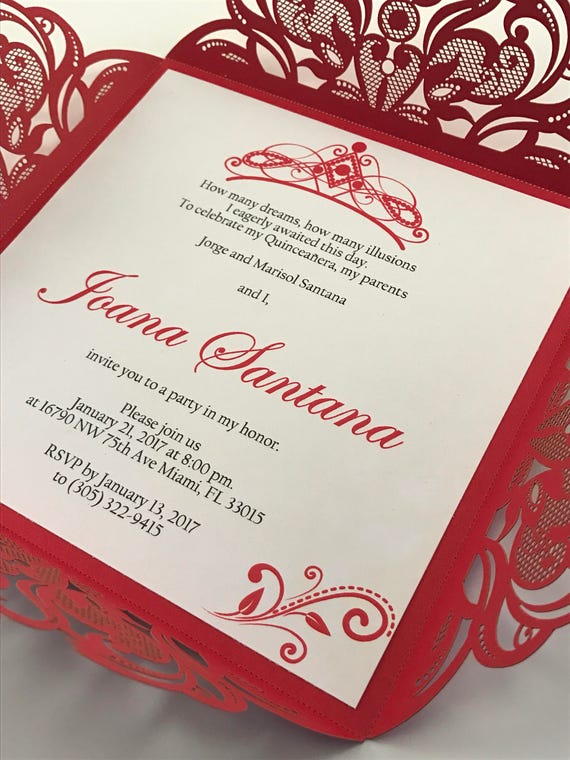 How many dreams, how many illusions
I eagerly awaited this day.
To celebrate my Quinceañera, my parents
Jorge and Marisol Santana
and I,
Joana Santana
invite you to a party in my honor.
Please join us
January 21, 2017 at 8:00 pm.
at 16790 NW 75th Ave Miami, FL 33015
RSVP by January 13, 2017
to (305) 322-9415